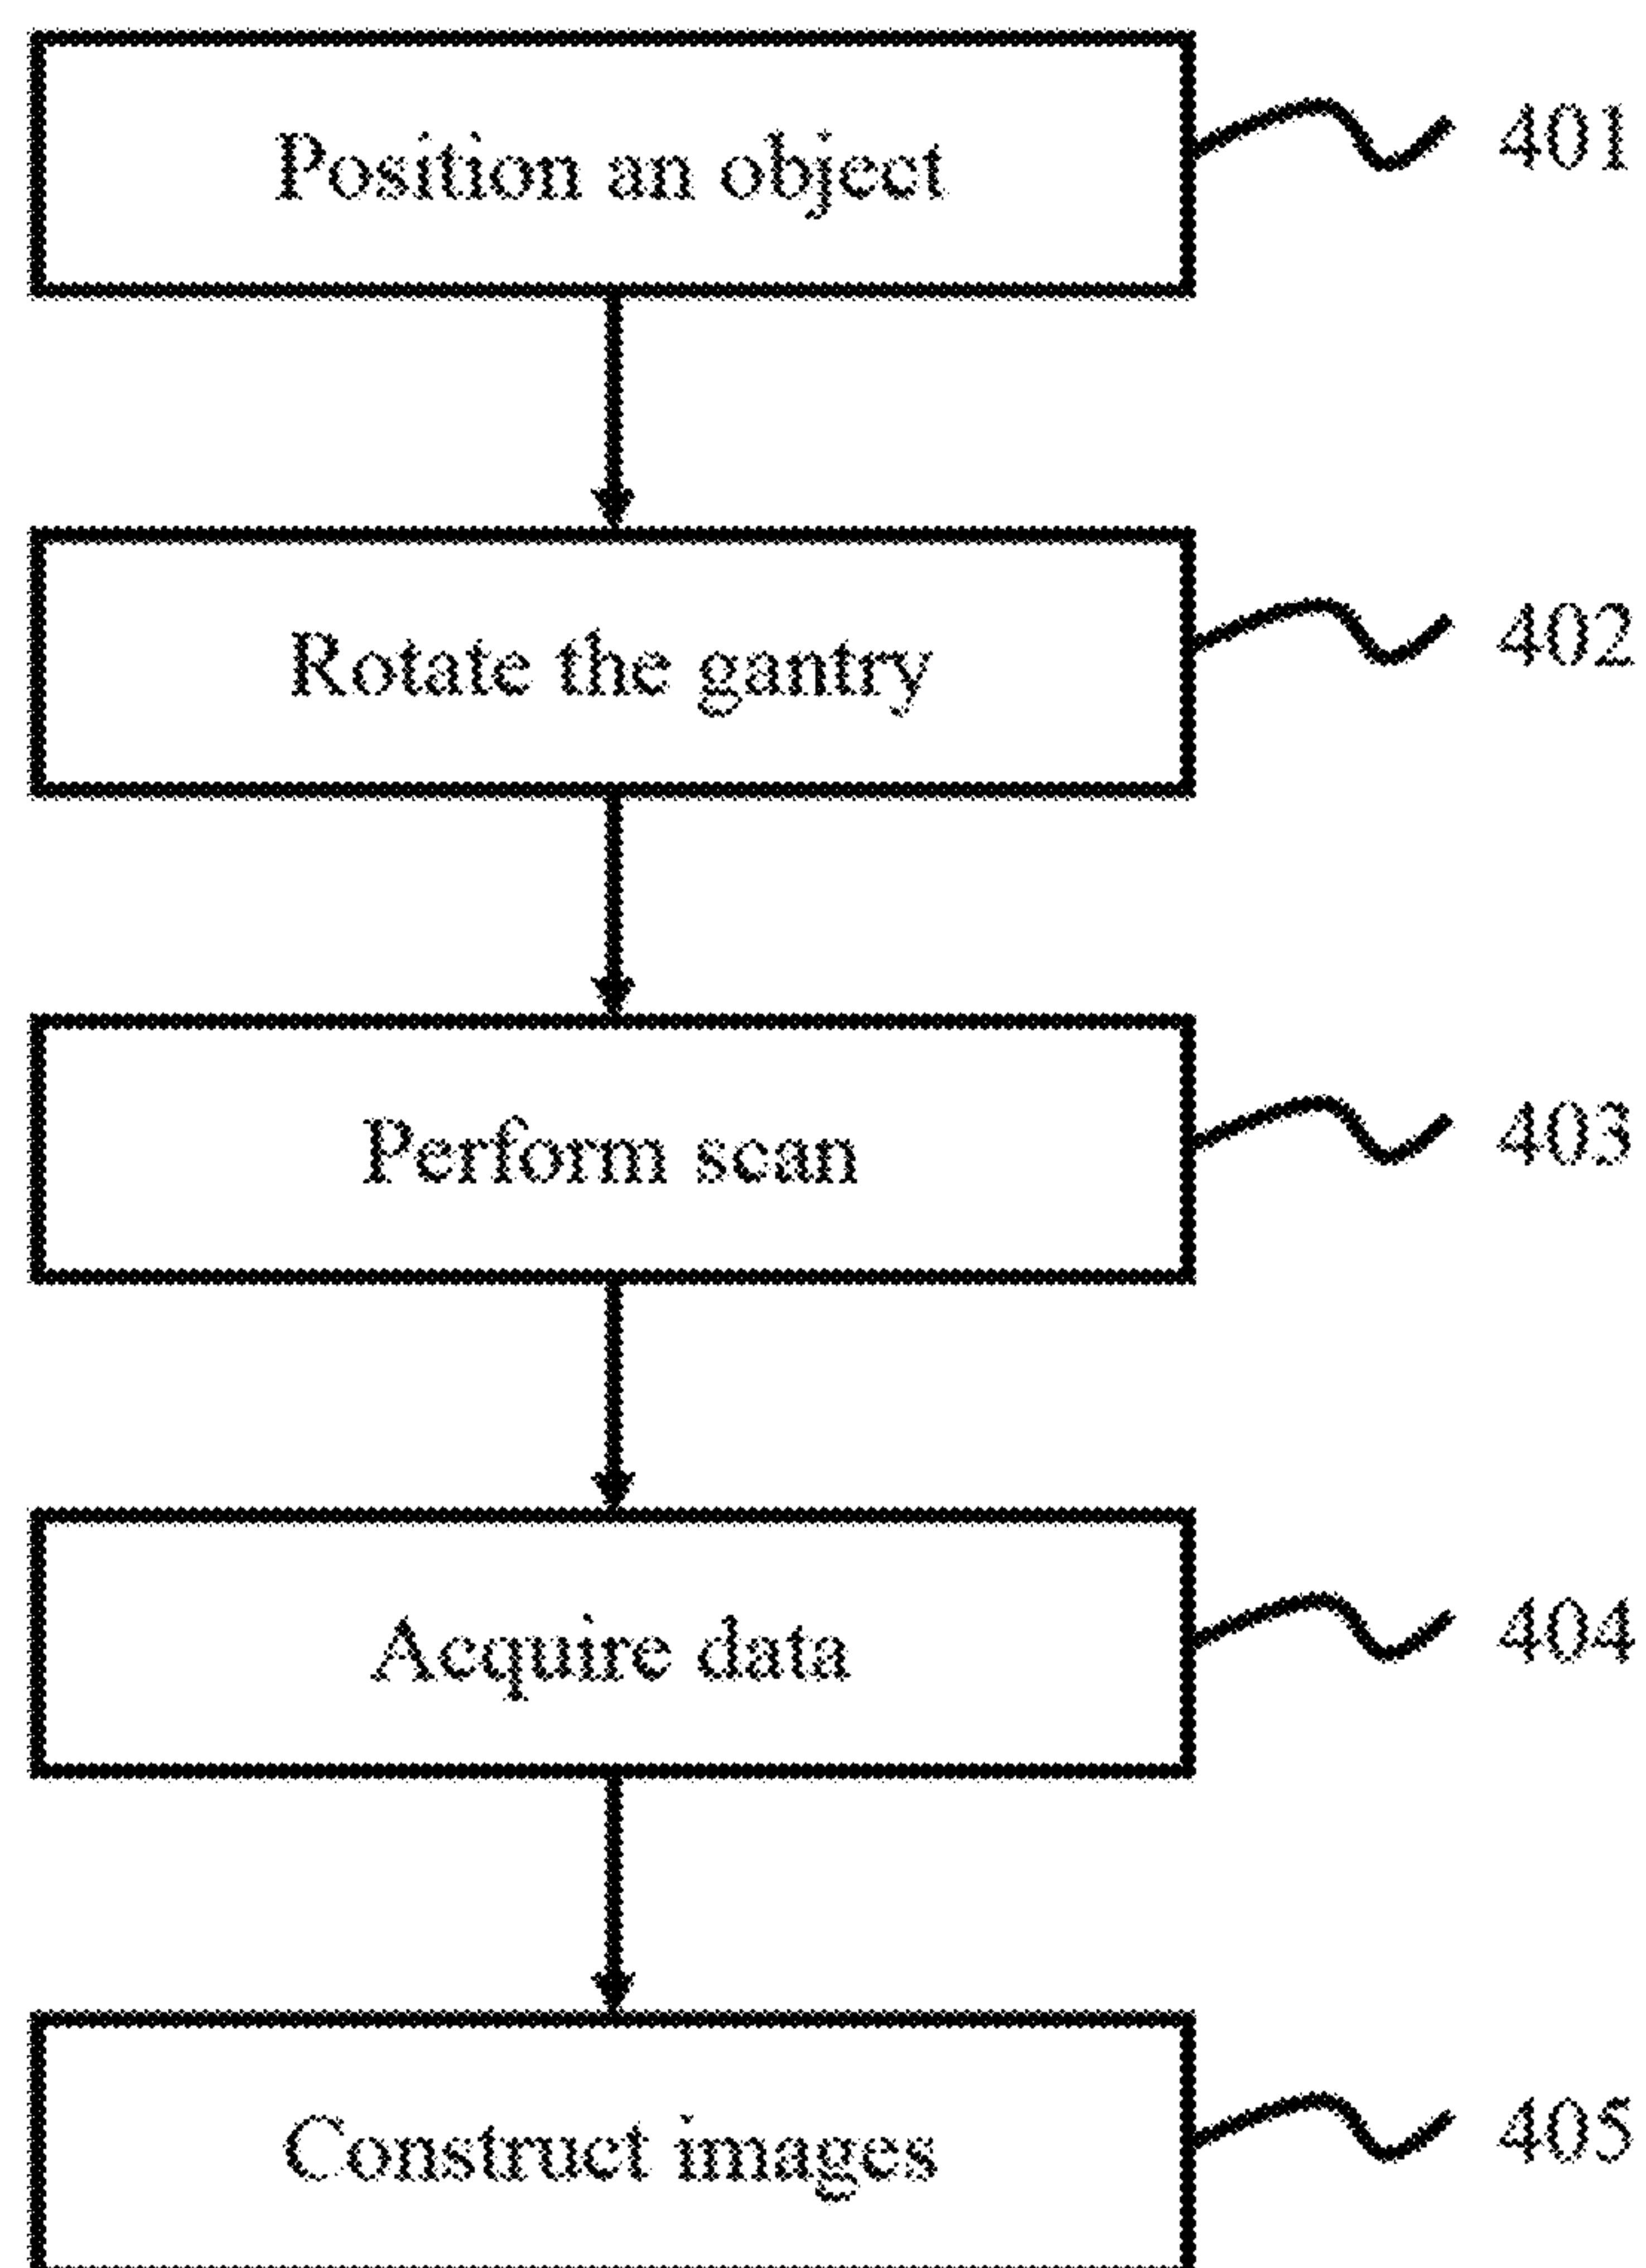 Position an object 401
Rotate the gantry 402
Perform scan 403
Acquire data 404
Construct images 405